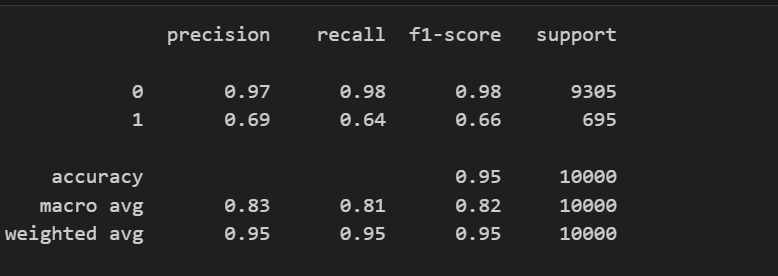 precision recall f1-score support
0 0.97 0.98 0.98 9305
1 0.69 0.64 0.66 695
accuracy 0.95 10000
macro avg 0.83 0.81 0.82 10000
weighted avg 0.95 0.95 0.95 10000